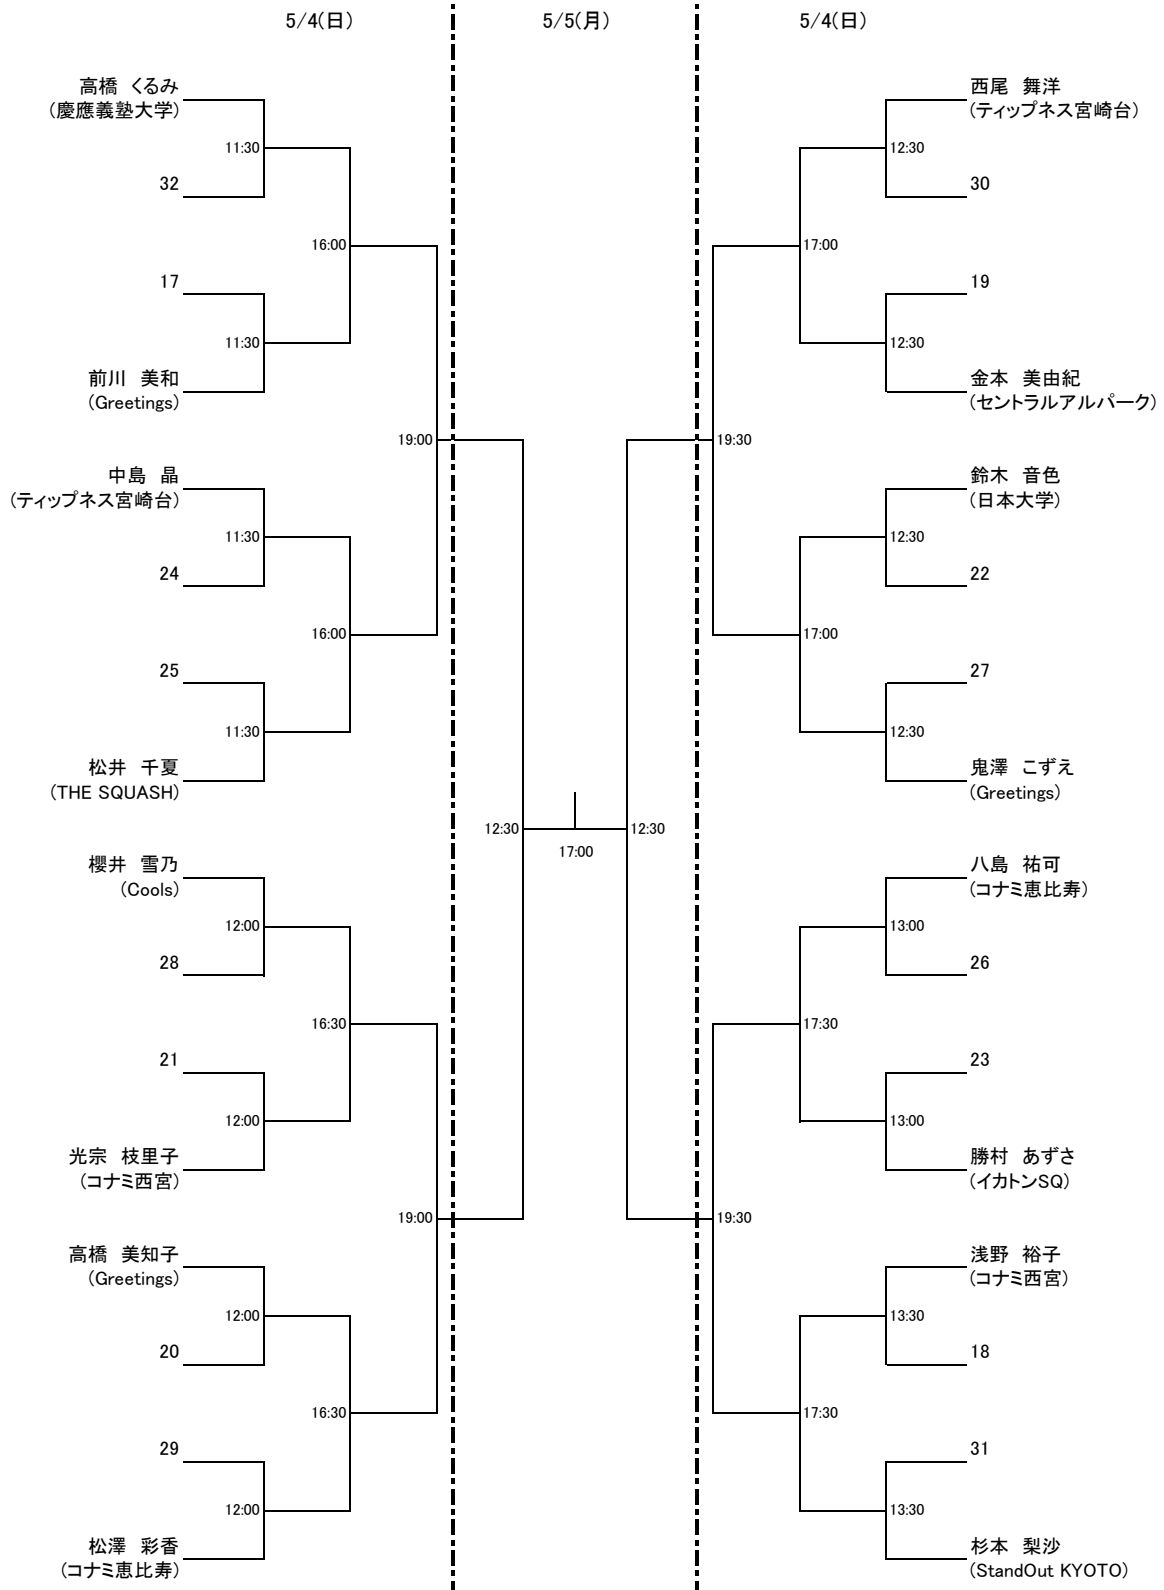 5/4(日)
5/5(月)
5/4(日)
高橋 くるみ
(慶應義塾大学)
11:30
32
16:00
17
11:30
前川 美和
(Greetings)
19:00
中島 晶
(ティップネス宮崎台)
11:30
24
16:00
25
11:30
松井 千夏
(THE SQUASH)
12:30
櫻井 雪乃
(Cools)
12:00
28
16:30
21
12:00
光宗 枝里子
(コナミ西宮)
19:00
高橋 美知子
(Greetings)
12:00
20
16:30
29
12:00
松澤 彩香
(コナミ恵比寿)
17:00
西尾 舞洋
(ティップネス宮崎台)
12:30
30
17:00
19
12:30
金本 美由紀
(セントラルアルパーク)
19:30
鈴木 音色
(日本大学)
12:30
22
17:00
27
12:30
鬼澤 こずえ
(Greetings)
12:30
八島 祐可
(コナミ恵比寿)
13:00
26
17:30
23
13:00
勝村 あずさ
(イカトンSQ)
19:30
浅野 裕子
(コナミ西宮)
13:30
18
17:30
31
13:30
杉本 梨沙
(StandOut KYOTO)